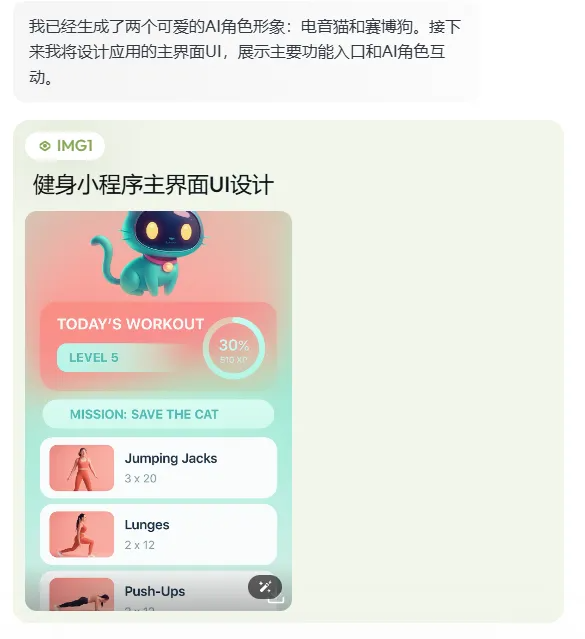 我已经生成了两个可爱的AI角色形象：电音猫和赛博狗。接下
来我将设计应用的主界面UI，展示主要功能入口和AI角色互
动。
IMG1
健身小程序主界面UI设计
TODAY'S WORKOUT
LEVEL 5
30%
510 XP
MISSION: SAVE THE CAT
Jumping Jacks
3 x 20
Lunges
2 x 12
Push-Ups